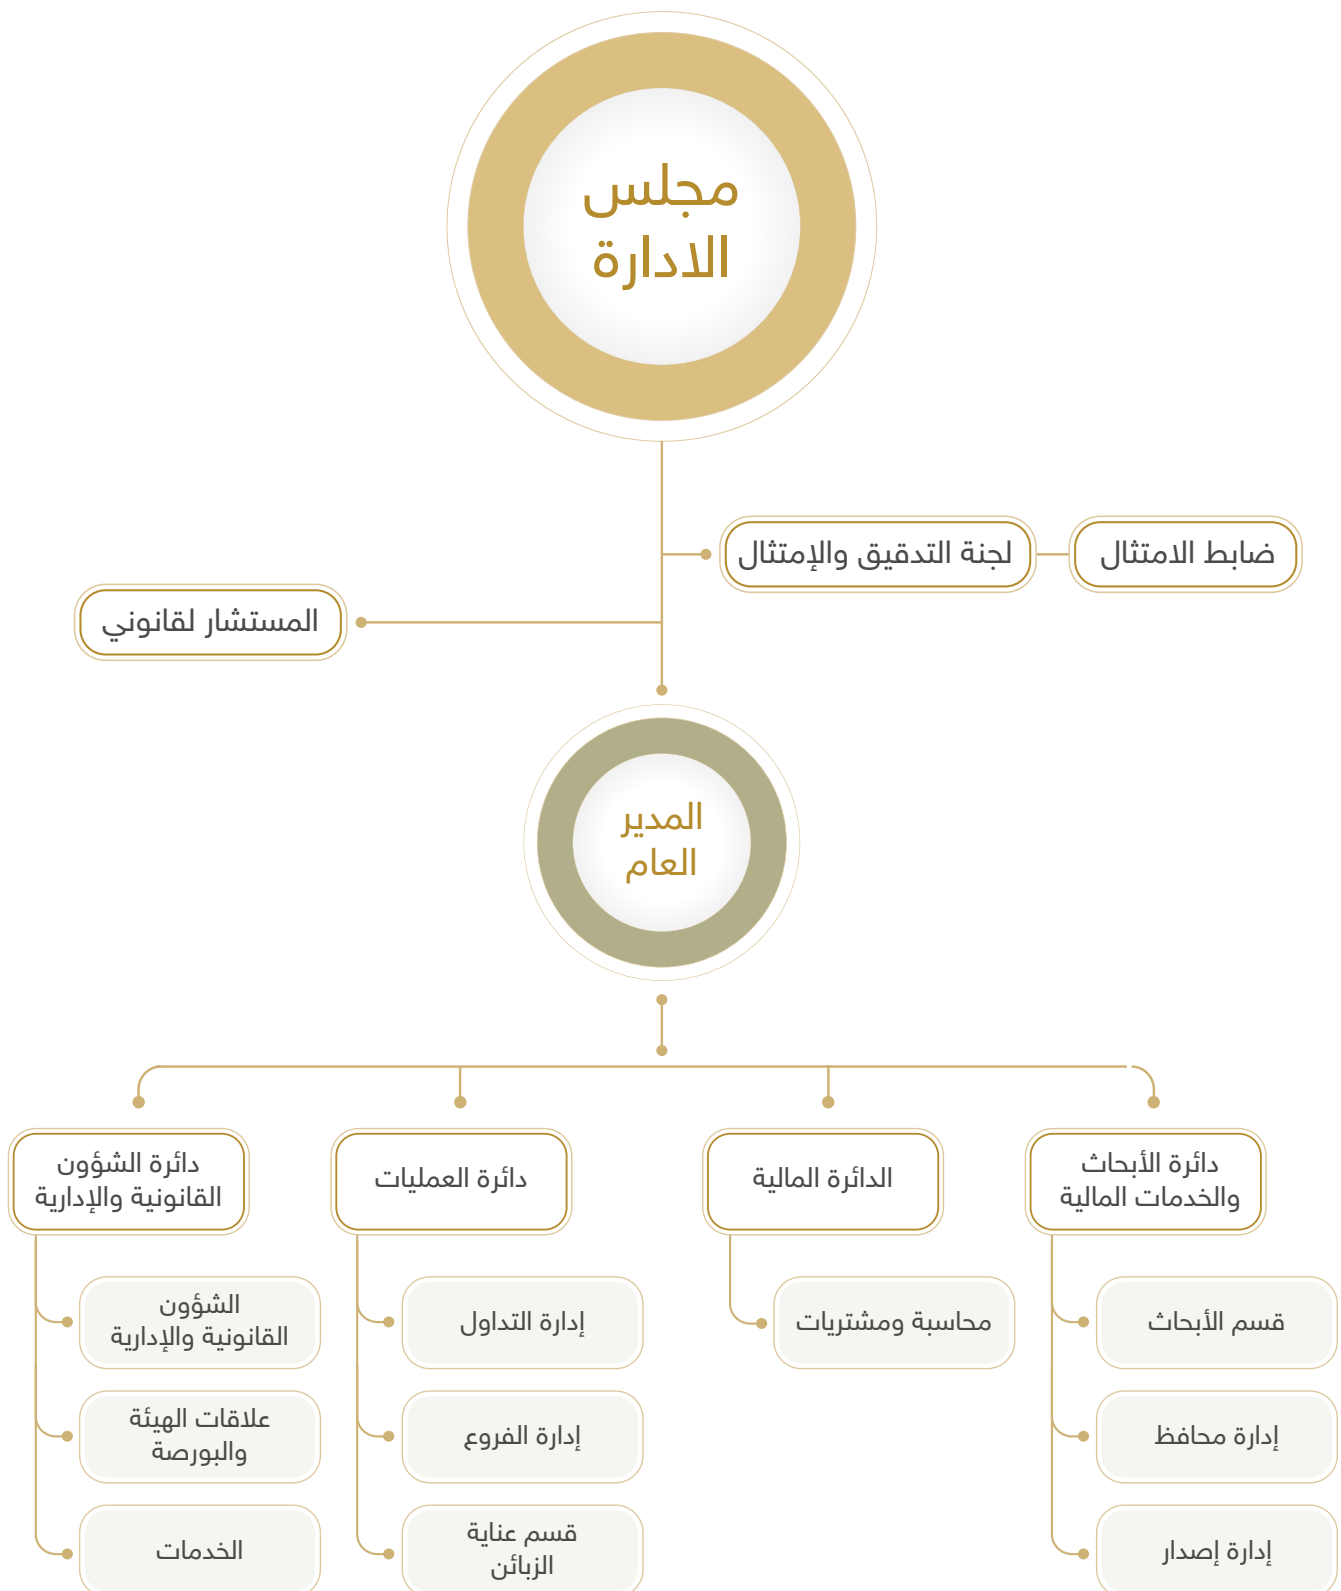 مجلس
الادارة
ضابط الامتثال
لجنة التدقيق والإمتثال
المستشار لقانوني
المدير
العام
دائرة الأبحاث
والخدمات المالية
قسم الأبحاث
إدارة محافظ
إدارة إصدار
الدائرة المالية
محاسبة ومشتريات
دائرة العمليات
إدارة التداول
إدارة الفروع
قسم عناية
الزبائن
دائرة الشؤون
القانونية والإدارية
الشؤون
القانونية والإدارية
علاقات الهيئة
والبورصة
الخدمات